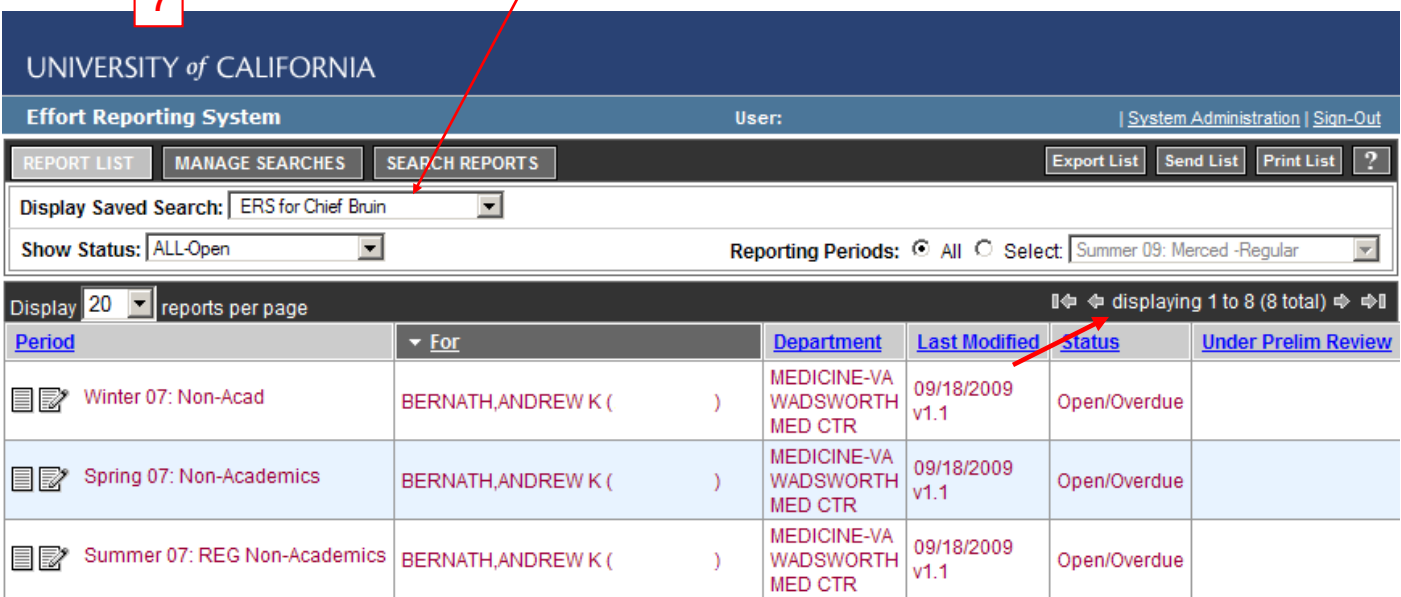 7
UNIVERSITY of CALIFORNIA
Effort Reporting System User: | System Administration | Sign-Out
REPORT LIST MANAGE SEARCHES SEARCH REPORTS Export List Send List Print List ?
Display Saved Search: ERS for Chief Bruin
Show Status: ALL-Open Reporting Periods: All Select: Summer 09: Merced -Regular
Display 20 reports per page displaying 1 to 8 (8 total)
Period For Department Last Modified Status Under Prelim Review
Winter 07: Non-Acad BERNATH,ANDREW K ( ) MEDICINE-VA WADSWORTH MED CTR 09/18/2009 v1.1 Open/Overdue
Spring 07: Non-Academics BERNATH,ANDREW K ( ) MEDICINE-VA WADSWORTH MED CTR 09/18/2009 v1.1 Open/Overdue
Summer 07: REG Non-Academics BERNATH,ANDREW K ( ) MEDICINE-VA WADSWORTH MED CTR 09/18/2009 v1.1 Open/Overdue